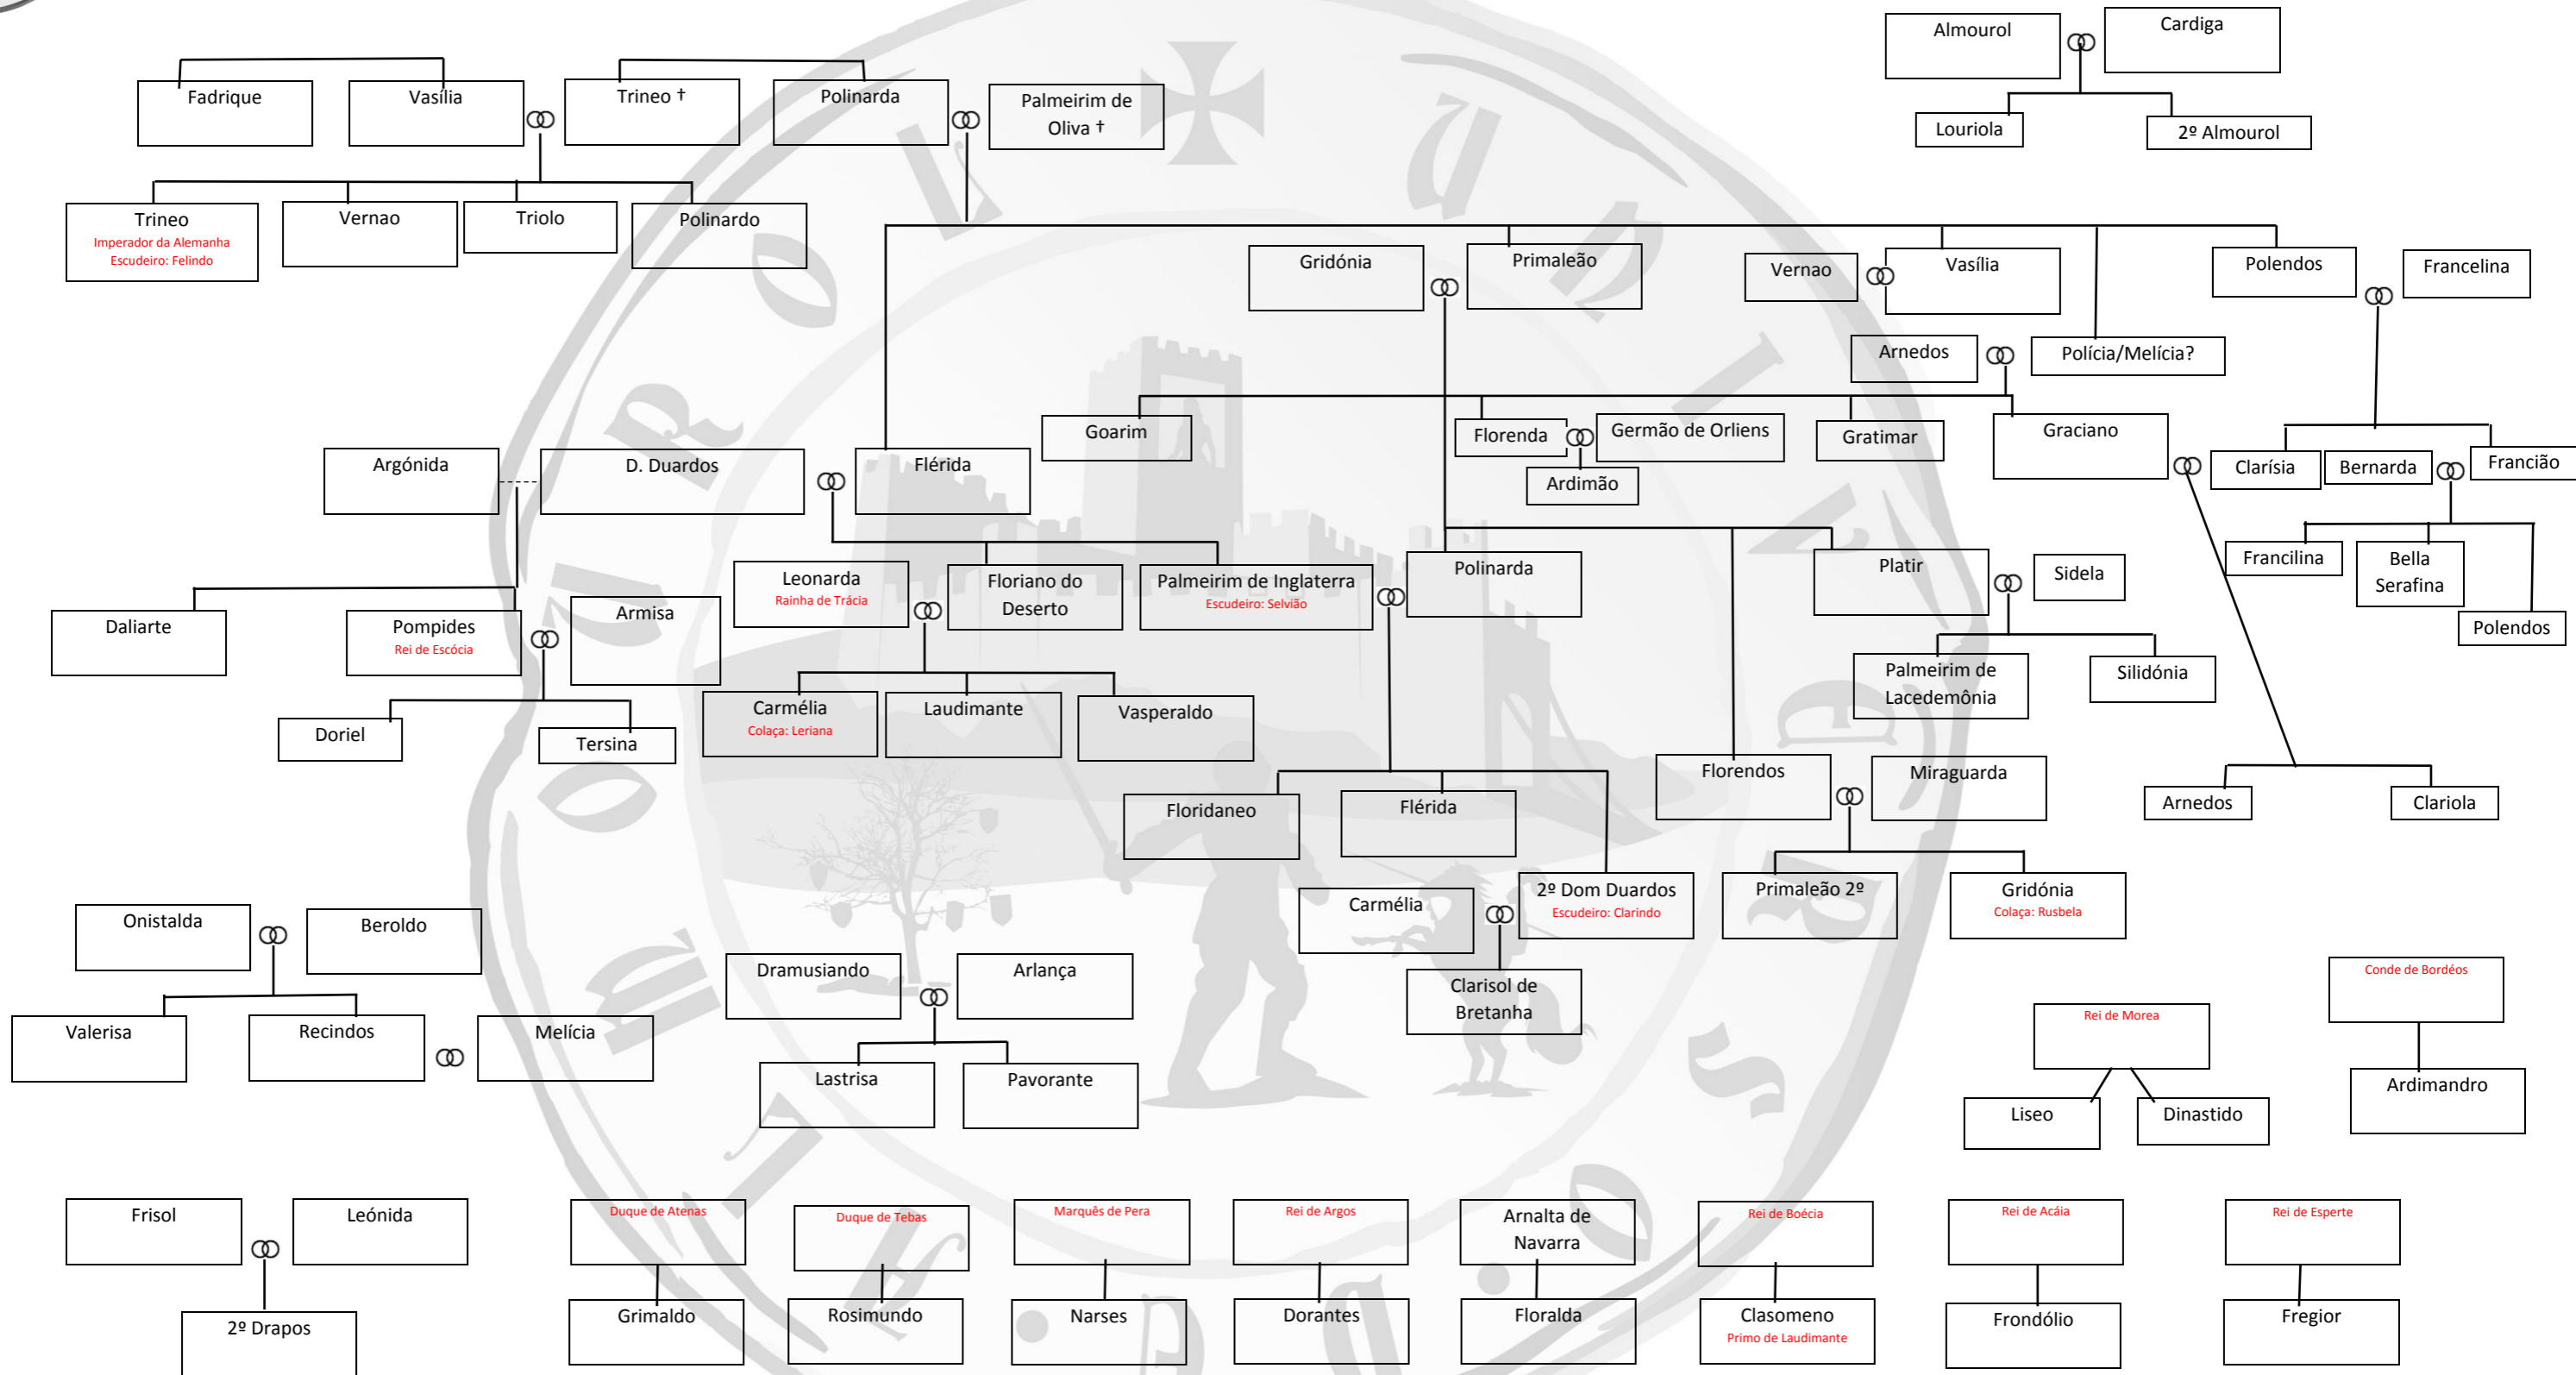 Almourol
Cardiga
Fadrique
Vasília
Trineo †
Polinarda
Palmeirim de
Oliva †
Louriola
2º Almourol
Trineo
Imperador da Alemanha
Escudeiro: Felindo
Vernao
Triolo
Polinardo
Gridónia
Primaleão
Vernao
Vasília
Polendos
Francelina
Arnedos
Polícia/Melícia?
Goarim
Florenda
Germão de Orliens
Gratimar
Graciano
Ardimão
Clarísia
Bernarda
Francião
Argónida
D. Duardos
Flérida
Leonarda
Rainha de Trácia
Floriano do
Deserto
Palmeirim de Inglaterra
Escudeiro: Selvião
Polinarda
Platir
Sidela
Francilina
Bella
Serafina
Polendos
Daliarte
Pompides
Rei de Escócia
Armisa
Palmeirim de
Lacedemônia
Silidónia
Carmélia
Colaça: Leriana
Laudimante
Vasperaldo
Doriel
Tersina
Floridaneo
Flérida
Florendos
Miraguarda
Arnedos
Clariola
Carmélia
2º Dom Duardos
Escudeiro: Clarindo
Primaleão 2º
Gridónia
Colaça: Rusbela
Onistalda
Beroldo
Dramusiando
Arlança
Clarisol de
Bretanha
Conde de Bordéos
Valerisa
Recindos
Melícia
Rei de Morea
Lastrisa
Pavorante
Ardimandro
Liseo
Dinastido
Frisol
Leónida
Duque de Atenas
Duque de Tebas
Marquês de Pera
Rei de Argos
Arnalta de
Navarra
Rei de Boécia
Rei de Acáia
Rei de Esperte
2º Drapos
Grimaldo
Rosimundo
Narses
Dorantes
Floralda
Clasomeno
Primo de Laudimante
Frondólio
Fregior